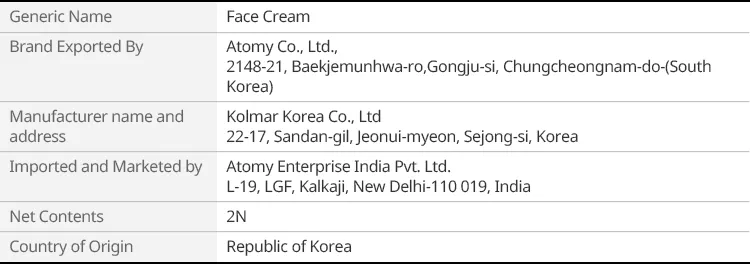 Generic Name Face Cream
Brand Exported By Atomy Co., Ltd.,
2148-21, Baekjemunhwa-ro,Gongju-si, Chungcheongnam-do-(South
Korea)
Manufacturer name and Kolmar Korea Co., Ltd
address 22-17, Sandan-gil, Jeonui-myeon, Sejong-si, Korea
Imported and Marketed by Atomy Enterprise India Pvt. Ltd.
L-19, LGF, Kalkaji, New Delhi-110 019, India
Net Contents 2N
Country of Origin Republic of Korea